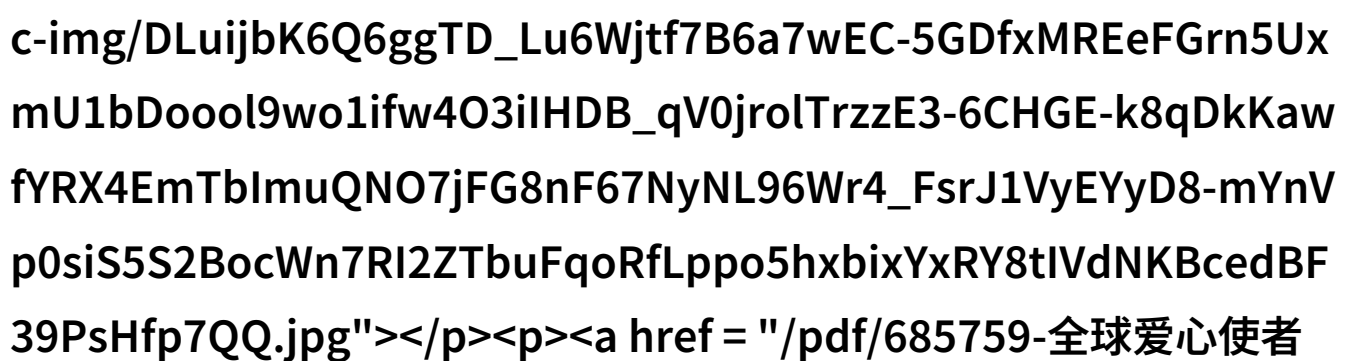 c-img/DLuijbK6Q6ggTD_Lu6Wjtf7B6a7wEC-5GDfxMREeFGrn5Ux
mU1bDoool9wo1ifw4O3iIHDB_qV0jrolTrzzE3-6CHGE-k8qDkKaw
fYRX4EmTbImuQNO7jFG8nF67NyNL96Wr4_FsrJ1VyEYyD8-mYnV
p0siS5S2BocWn7RI2ZTbuFqoRfLppo5hxbixYxRY8tIVdNKBcedBF
39PsHfp7QQ.jpg"></p><p><a href = "/pdf/685759-全球爱心使者